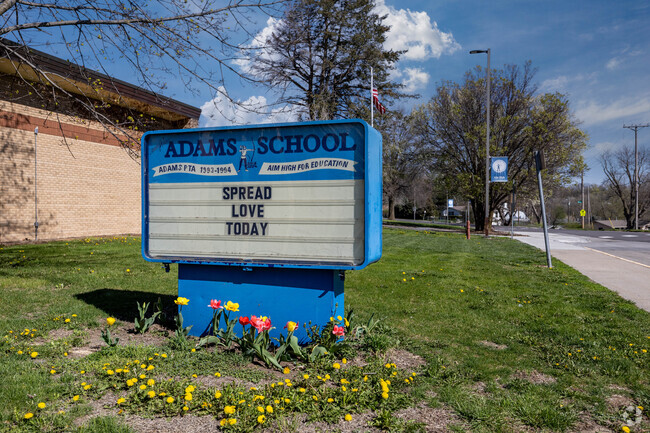 ADAMS SCHOOL
ADAMS PTA 1993-1994
AIM HIGH FOR EDUCATION
SPREAD
LOVE
TODAY